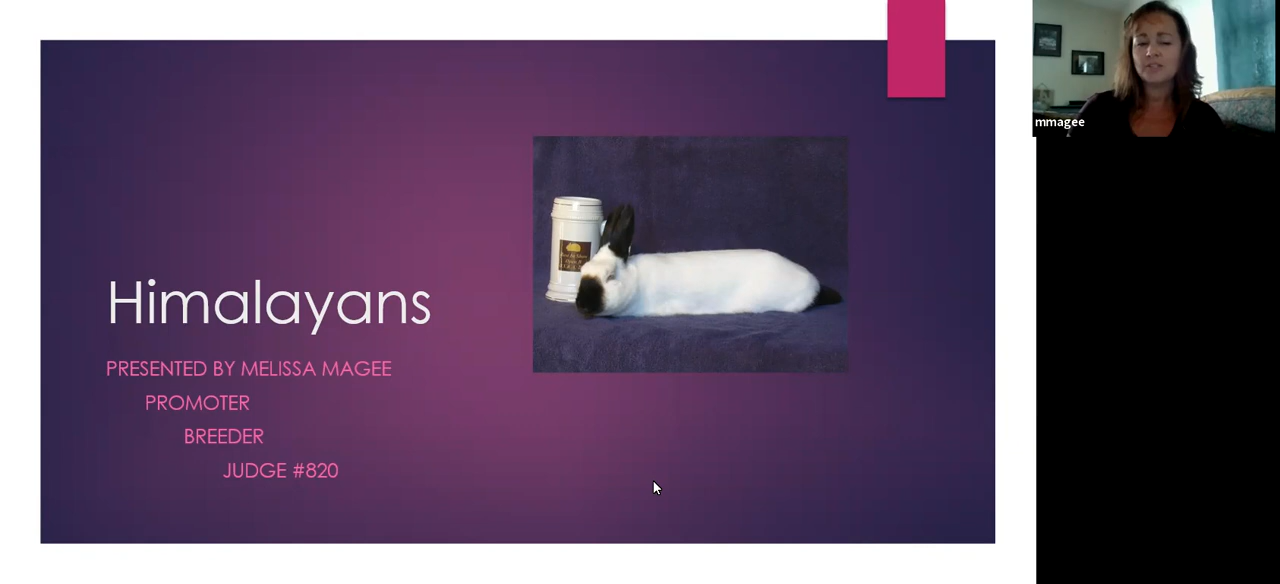 mmagee
Himalayans
PRESENTED BY MELISSA MAGEE
PROMOTER
BREEDER
JUDGE #820